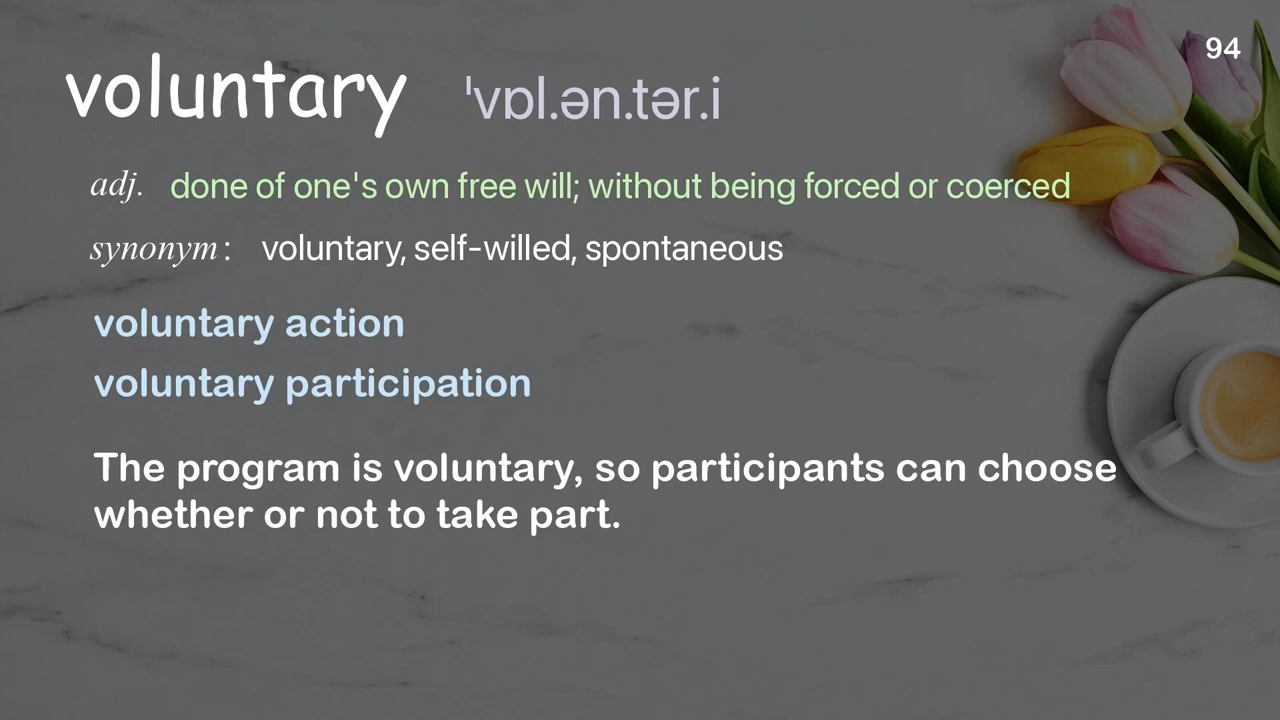 94
voluntary ˈvɒl.ən.tər.i
adj. done of one's own free will; without being forced or coerced
synonym: voluntary, self-willed, spontaneous
voluntary action
voluntary participation
The program is voluntary, so participants can choose
whether or not to take part.